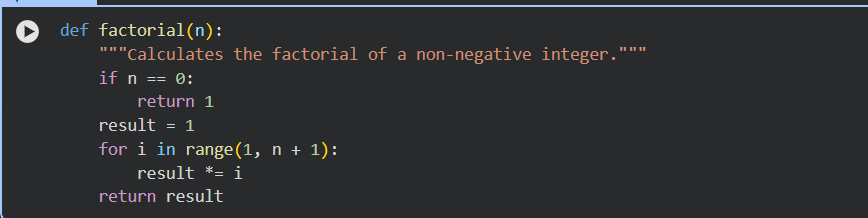 def factorial(n):
    """Calculates the factorial of a non-negative integer."""
    if n == 0:
        return 1
    result = 1
    for i in range(1, n + 1):
        result *= i
    return result